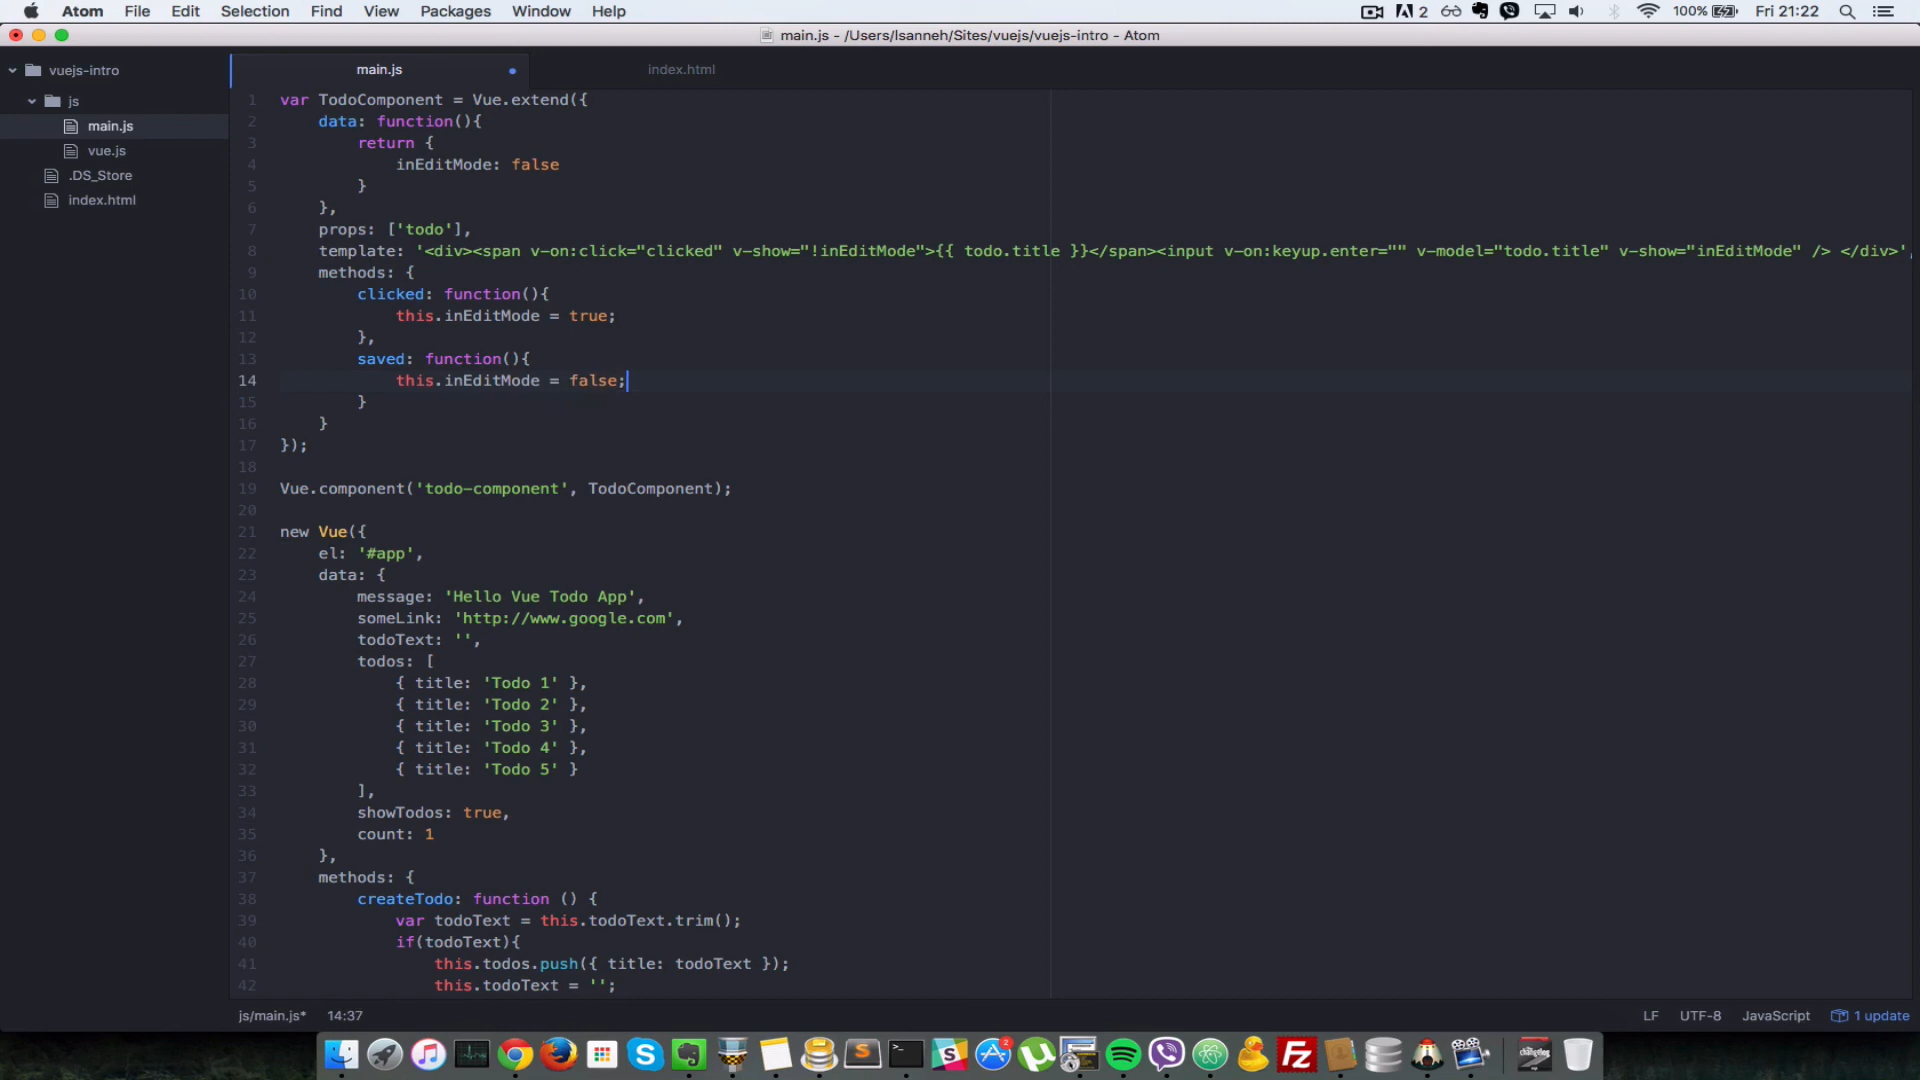 Atom File Edit Selection Find View Packages Window Help 2 100% Fri 21:22
main.js - /Users/lsanneh/Sites/vuejs/vuejs-intro - Atom
vuejs-intro
js
main.js
vue.js
.DS_Store
index.html
main.js index.html
1 var TodoComponent = Vue.extend({
2 data: function(){
3 return {
4 inEditMode: false
5 }
6 },
7 props: ['todo'],
8 template: '<div><span v-on:click="clicked" v-show="!inEditMode">{{ todo.title }}</span><input v-on:keyup.enter="" v-model="todo.title" v-show="inEditMode" /> </div>',
9 methods: {
10 clicked: function(){
11 this.inEditMode = true;
12 },
13 saved: function(){
14 this.inEditMode = false;
15 }
16 }
17 });
18
19 Vue.component('todo-component', TodoComponent);
20
21 new Vue({
22 el: '#app',
23 data: {
24 message: 'Hello Vue Todo App',
25 someLink: 'http://www.google.com',
26 todoText: '',
27 todos: [
28 { title: 'Todo 1' },
29 { title: 'Todo 2' },
30 { title: 'Todo 3' },
31 { title: 'Todo 4' },
32 { title: 'Todo 5' }
33 ],
34 showTodos: true,
35 count: 1
36 },
37 methods: {
38 createTodo: function () {
39 var todoText = this.todoText.trim();
40 if(todoText){
41 this.todos.push({ title: todoText });
42 this.todoText = '';
js/main.js* 14:37 LF UTF-8 JavaScript 1 update